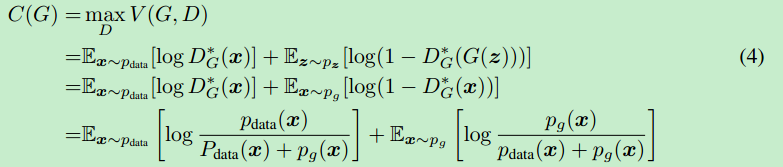 C(G) = max_D V(G, D)
=𝔼_{x∼p_data}[log D*_G(x)] + 𝔼_{z∼p_z}[log(1 − D*_G(G(z)))] (4)
=𝔼_{x∼p_data}[log D*_G(x)] + 𝔼_{x∼p_g}[log(1 − D*_G(x))]
=𝔼_{x∼p_data}[log p_data(x) / (P_data(x) + p_g(x))] + 𝔼_{x∼p_g}[log p_g(x) / (p_data(x) + p_g(x))]